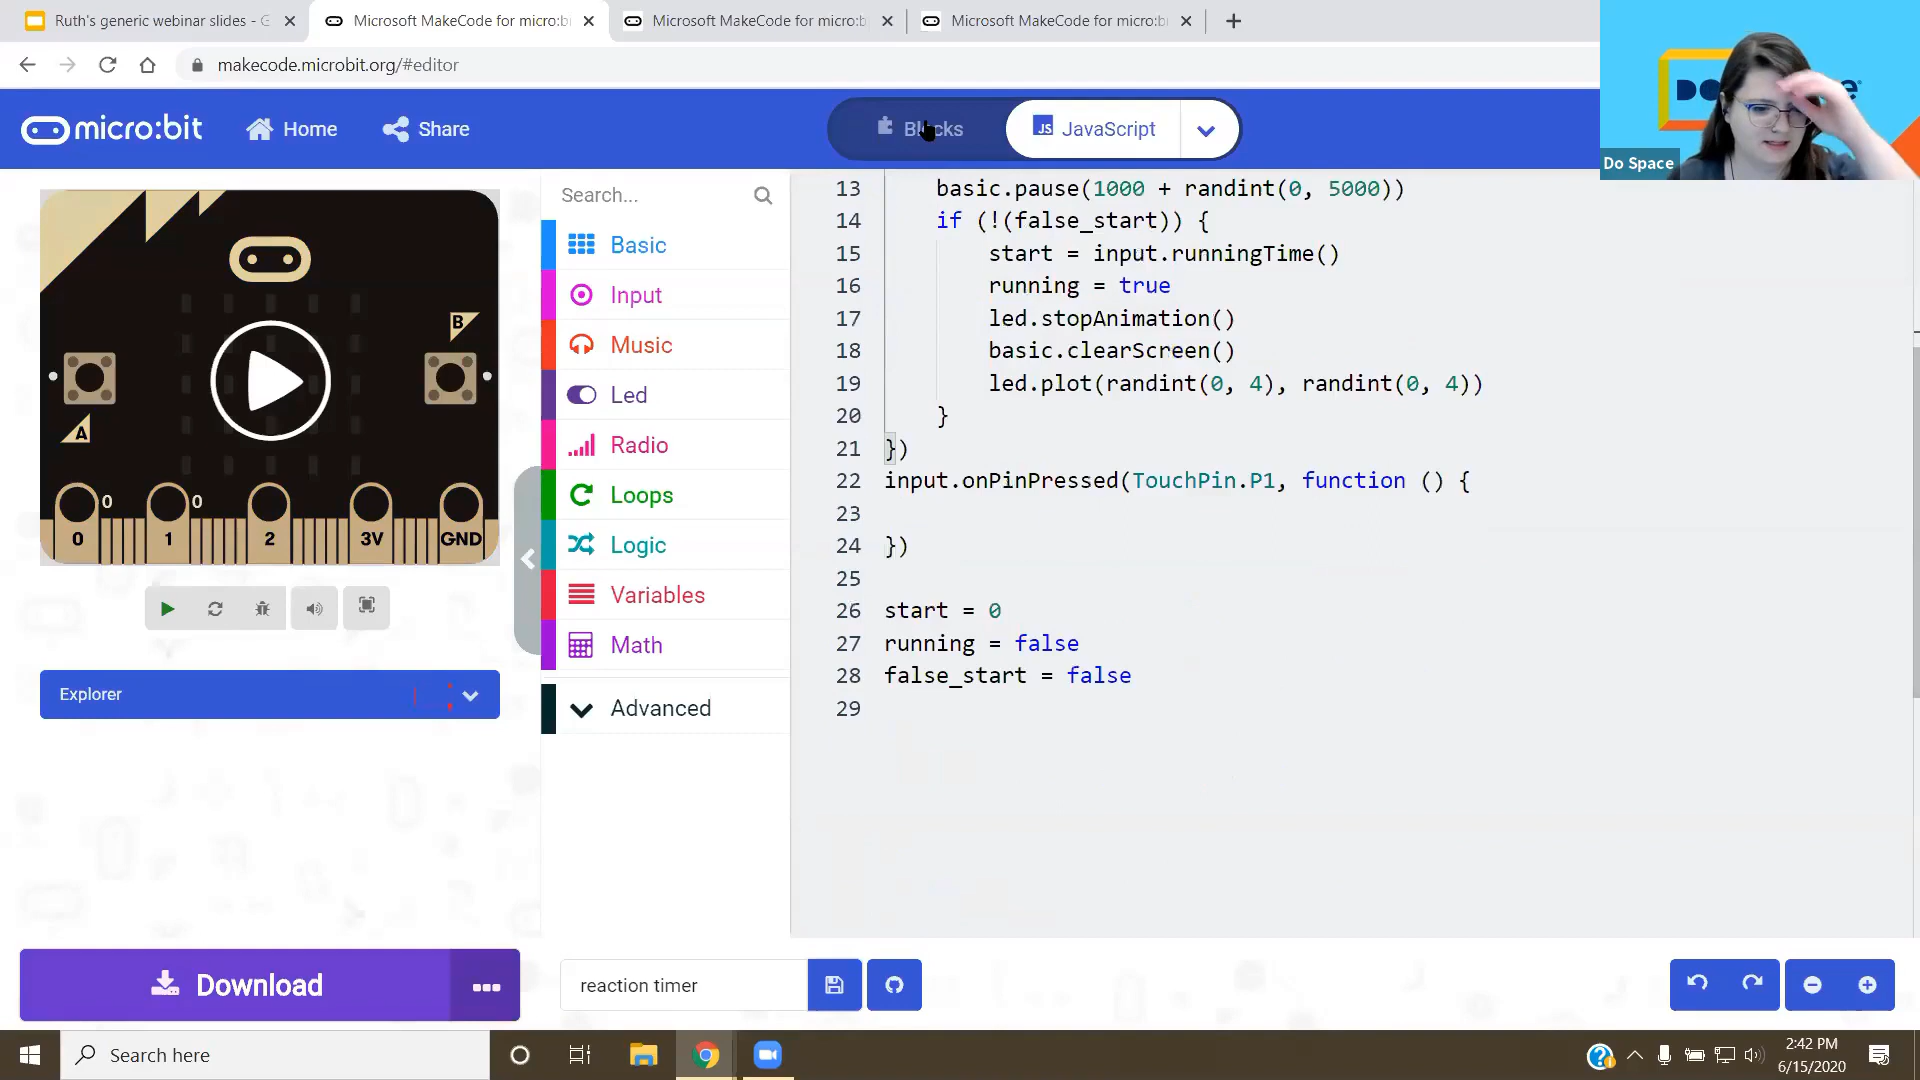 Ruth's generic webinar slides - G
Microsoft MakeCode for micro:bi
Microsoft MakeCode for micro:b
Microsoft MakeCode for micro:bi
makecode.microbit.org/#editor
micro:bit
Home
Share
Blocks
JS JavaScript
Do Space
Search...
Basic
Input
Music
Led
Radio
Loops
Logic
Variables
Math
Advanced
B
A
0 0
1 0
2
3V
GND
Explorer
13 basic.pause(1000 + randint(0, 5000))
14 if (!(false_start)) {
15 start = input.runningTime()
16 running = true
17 led.stopAnimation()
18 basic.clearScreen()
19 led.plot(randint(0, 4), randint(0, 4))
20 }
21 })
22 input.onPinPressed(TouchPin.P1, function () {
23
24 })
25
26 start = 0
27 running = false
28 false_start = false
29
Download
reaction timer
Search here
2:42 PM
6/15/2020